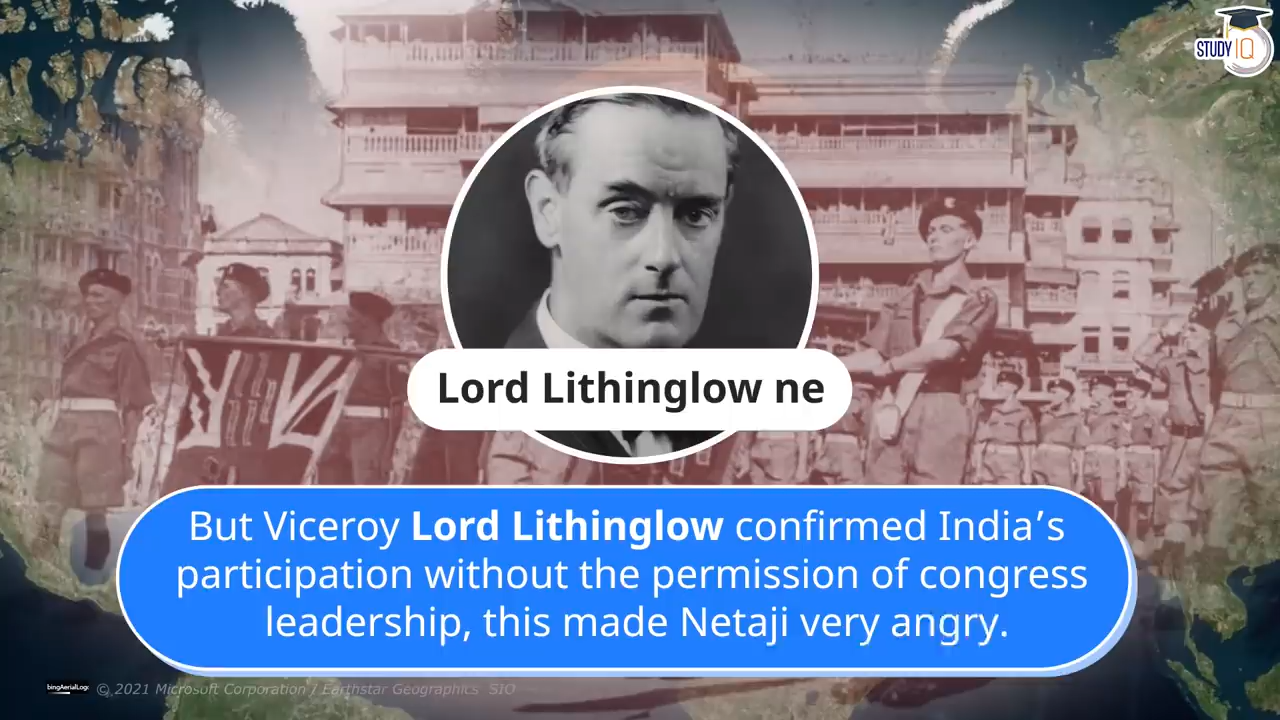 STUDY IQ
Lord Lithinglow ne
But Viceroy Lord Lithinglow confirmed India’s
participation without the permission of congress
leadership, this made Netaji very angry.
bingAerialLog
© 2021 Microsoft Corporation / Earthstar Geographics SIO